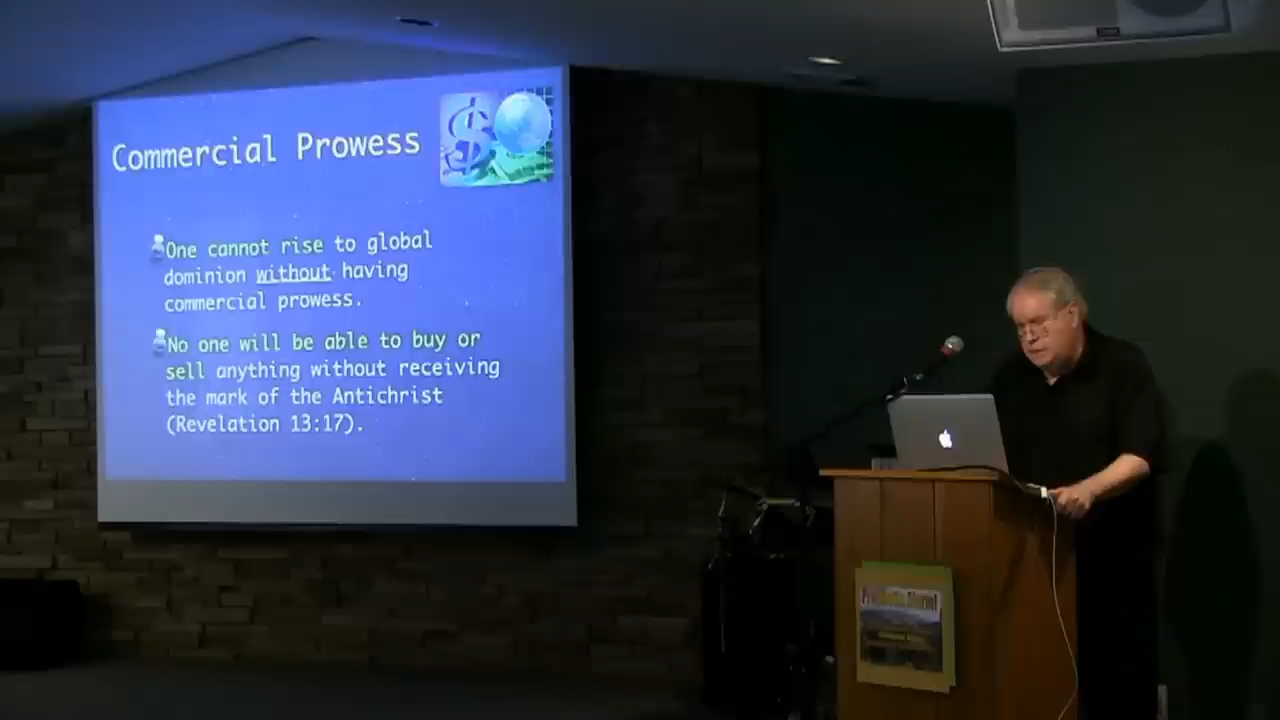 Commercial Prowess
One cannot rise to global
dominion without having
commercial prowess.
No one will be able to buy or
sell anything without receiving
the mark of the Antichrist
(Revelation 13:17).